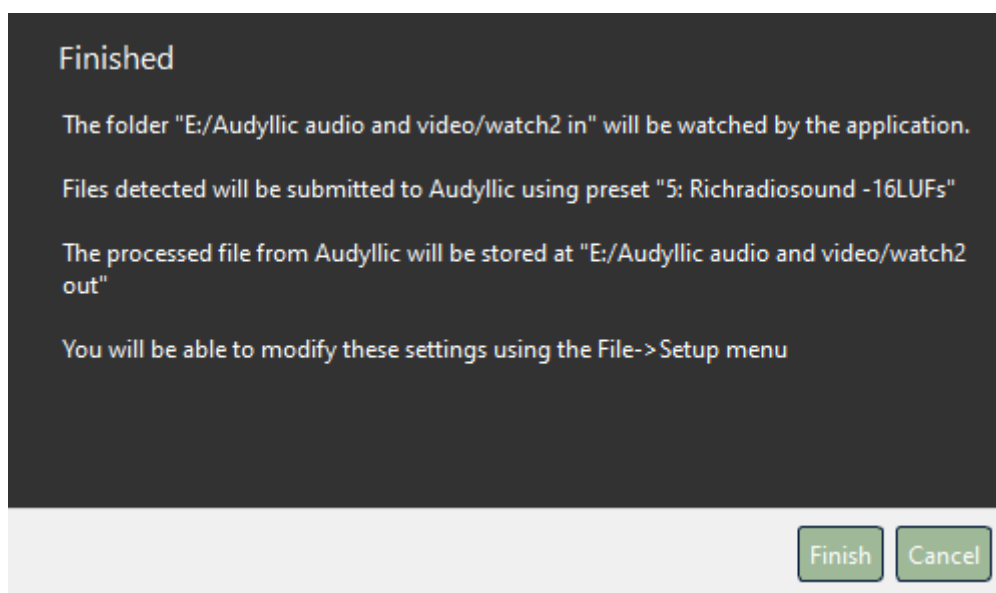 Finished
The folder "E:/Audyllic audio and video/watch2 in" will be watched by the application.
Files detected will be submitted to Audyllic using preset "5: Richradiosound -16LUFs"
The processed file from Audyllic will be stored at "E:/Audyllic audio and video/watch2
out"
You will be able to modify these settings using the File->Setup menu
Finish Cancel